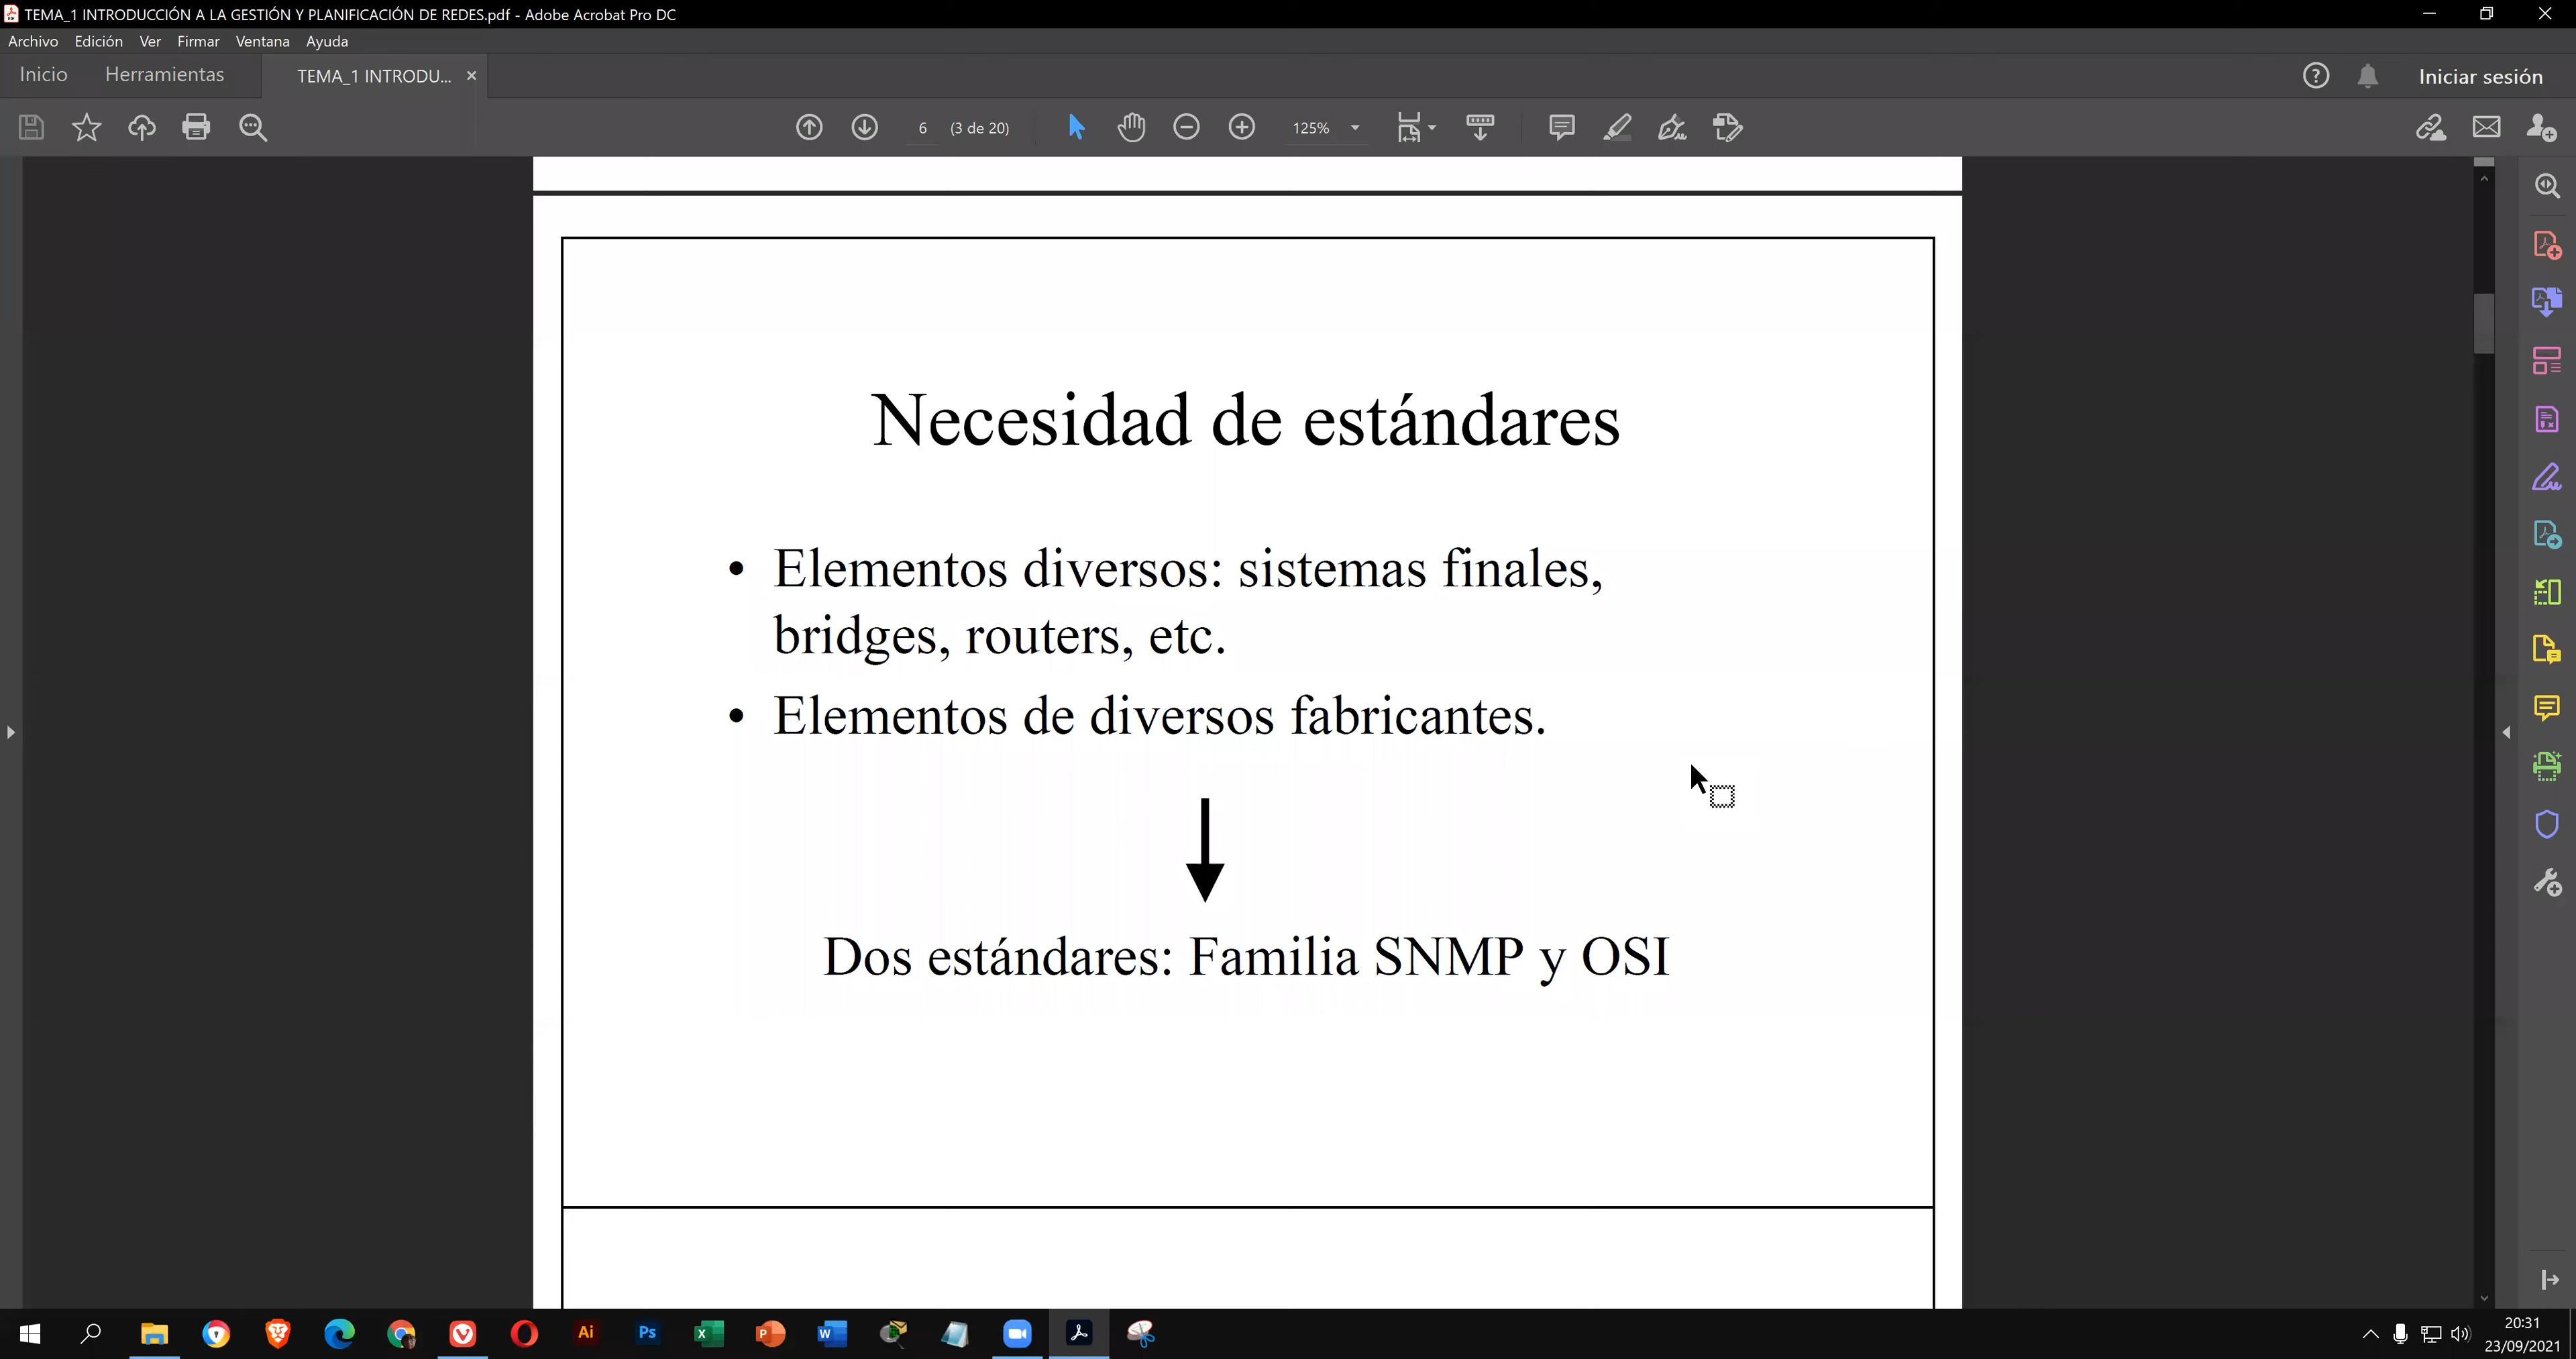 TEMA_1 INTRODUCCIÓN A LA GESTIÓN Y PLANIFICACIÓN DE REDES.pdf - Adobe Acrobat Pro DC
Archivo Edición Ver Firmar Ventana Ayuda
Inicio Herramientas TEMA_1 INTRODU... Iniciar sesión
6 (3 de 20) 125%
Necesidad de estándares
• Elementos diversos: sistemas finales,
bridges, routers, etc.
• Elementos de diversos fabricantes.
Dos estándares: Familia SNMP y OSI
Ai Ps X P W
20:31
23/09/2021